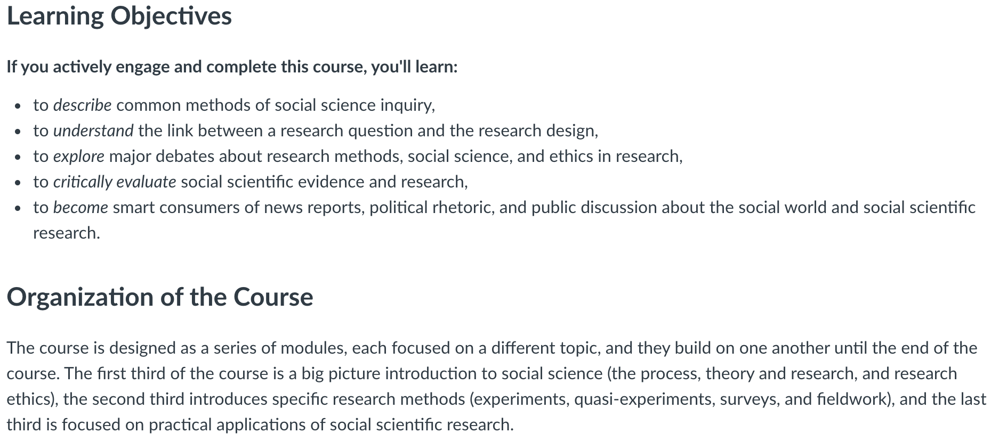 Learning Objectives
If you actively engage and complete this course, you'll learn:
• to describe common methods of social science inquiry,
• to understand the link between a research question and the research design,
• to explore major debates about research methods, social science, and ethics in research,
• to critically evaluate social scientific evidence and research,
• to become smart consumers of news reports, political rhetoric, and public discussion about the social world and social scientific
research.
Organization of the Course
The course is designed as a series of modules, each focused on a different topic, and they build on one another until the end of the
course. The first third of the course is a big picture introduction to social science (the process, theory and research, and research
ethics), the second third introduces specific research methods (experiments, quasi-experiments, surveys, and fieldwork), and the last
third is focused on practical applications of social scientific research.